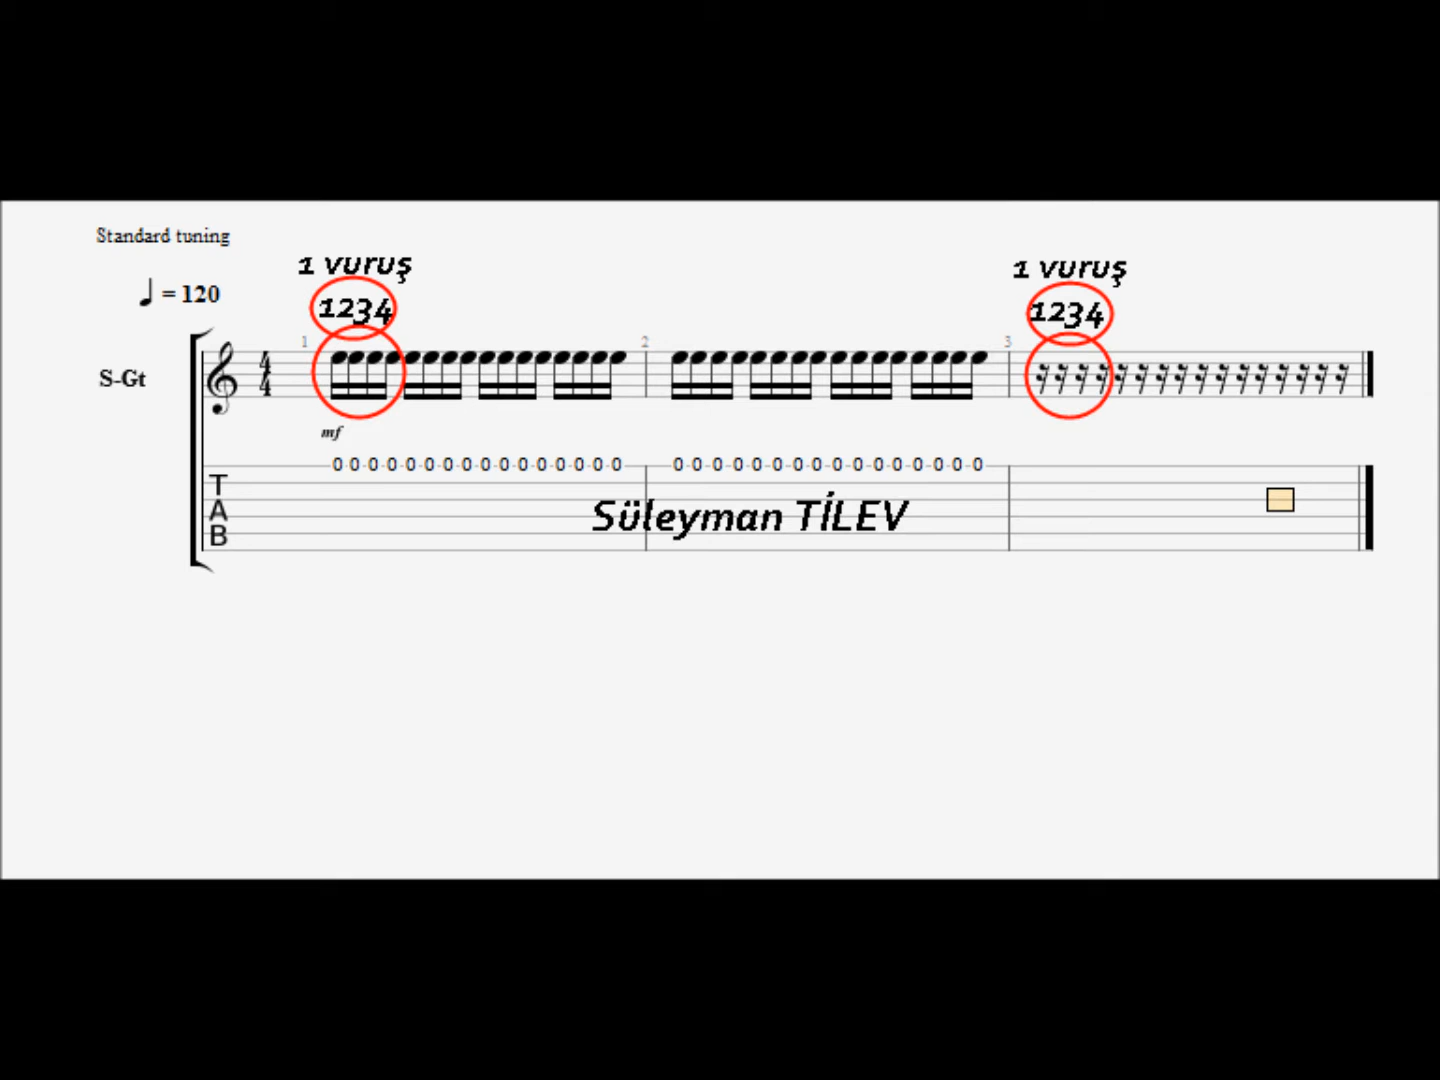 Standard tuning
1 vuruş
1 vuruş
♩ = 120
1234
1234
1
2
3
S-Gt
4
4
mf
0 0 0 0 0 0 0 0 0 0 0 0 0 0 0 0
0 0 0 0 0 0 0 0 0 0 0 0 0 0 0 0
T
A
B
Süleyman TİLEV